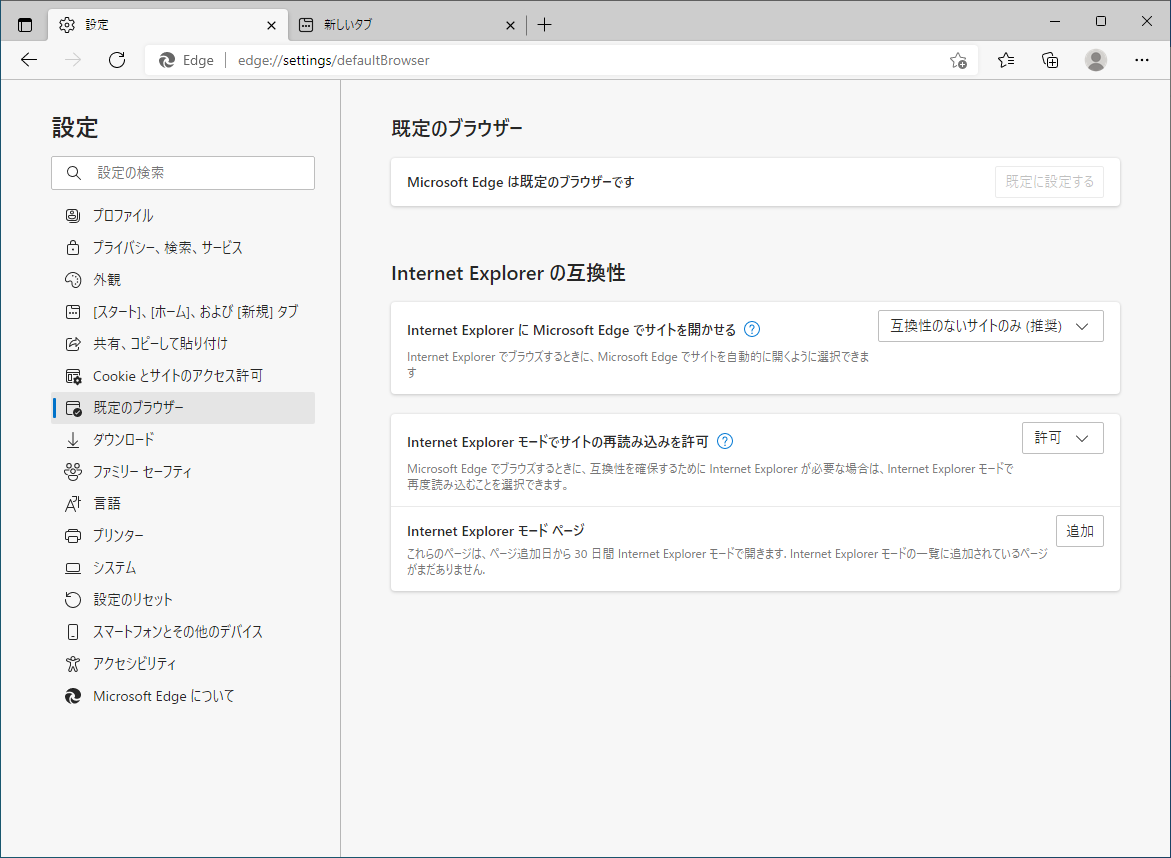 設定
新しいタブ
Edge
edge://settings/defaultBrowser
設定
設定の検索
プロファイル
プライバシー、検索、サービス
外観
[スタート]、[ホーム]、および [新規] タブ
共有、コピーして貼り付け
Cookie とサイトのアクセス許可
既定のブラウザー
ダウンロード
ファミリー セーフティ
言語
プリンター
システム
設定のリセット
スマートフォンとその他のデバイス
アクセシビリティ
Microsoft Edge について
既定のブラウザー
Microsoft Edge は既定のブラウザーです
既定に設定する
Internet Explorer の互換性
Internet Explorer に Microsoft Edge でサイトを開かせる
互換性のないサイトのみ (推奨)
Internet Explorer でブラウズするときに、Microsoft Edge でサイトを自動的に開くように選択できま
す
Internet Explorer モードでサイトの再読み込みを許可
許可
Microsoft Edge でブラウズするときに、互換性を確保するために Internet Explorer が必要な場合は、Internet Explorer モードで
再度読み込むことを選択できます。
Internet Explorer モード ページ
追加
これらのページは、ページ追加日から 30 日間 Internet Explorer モードで開きます. Internet Explorer モードの一覧に追加されているページ
がまだありません.